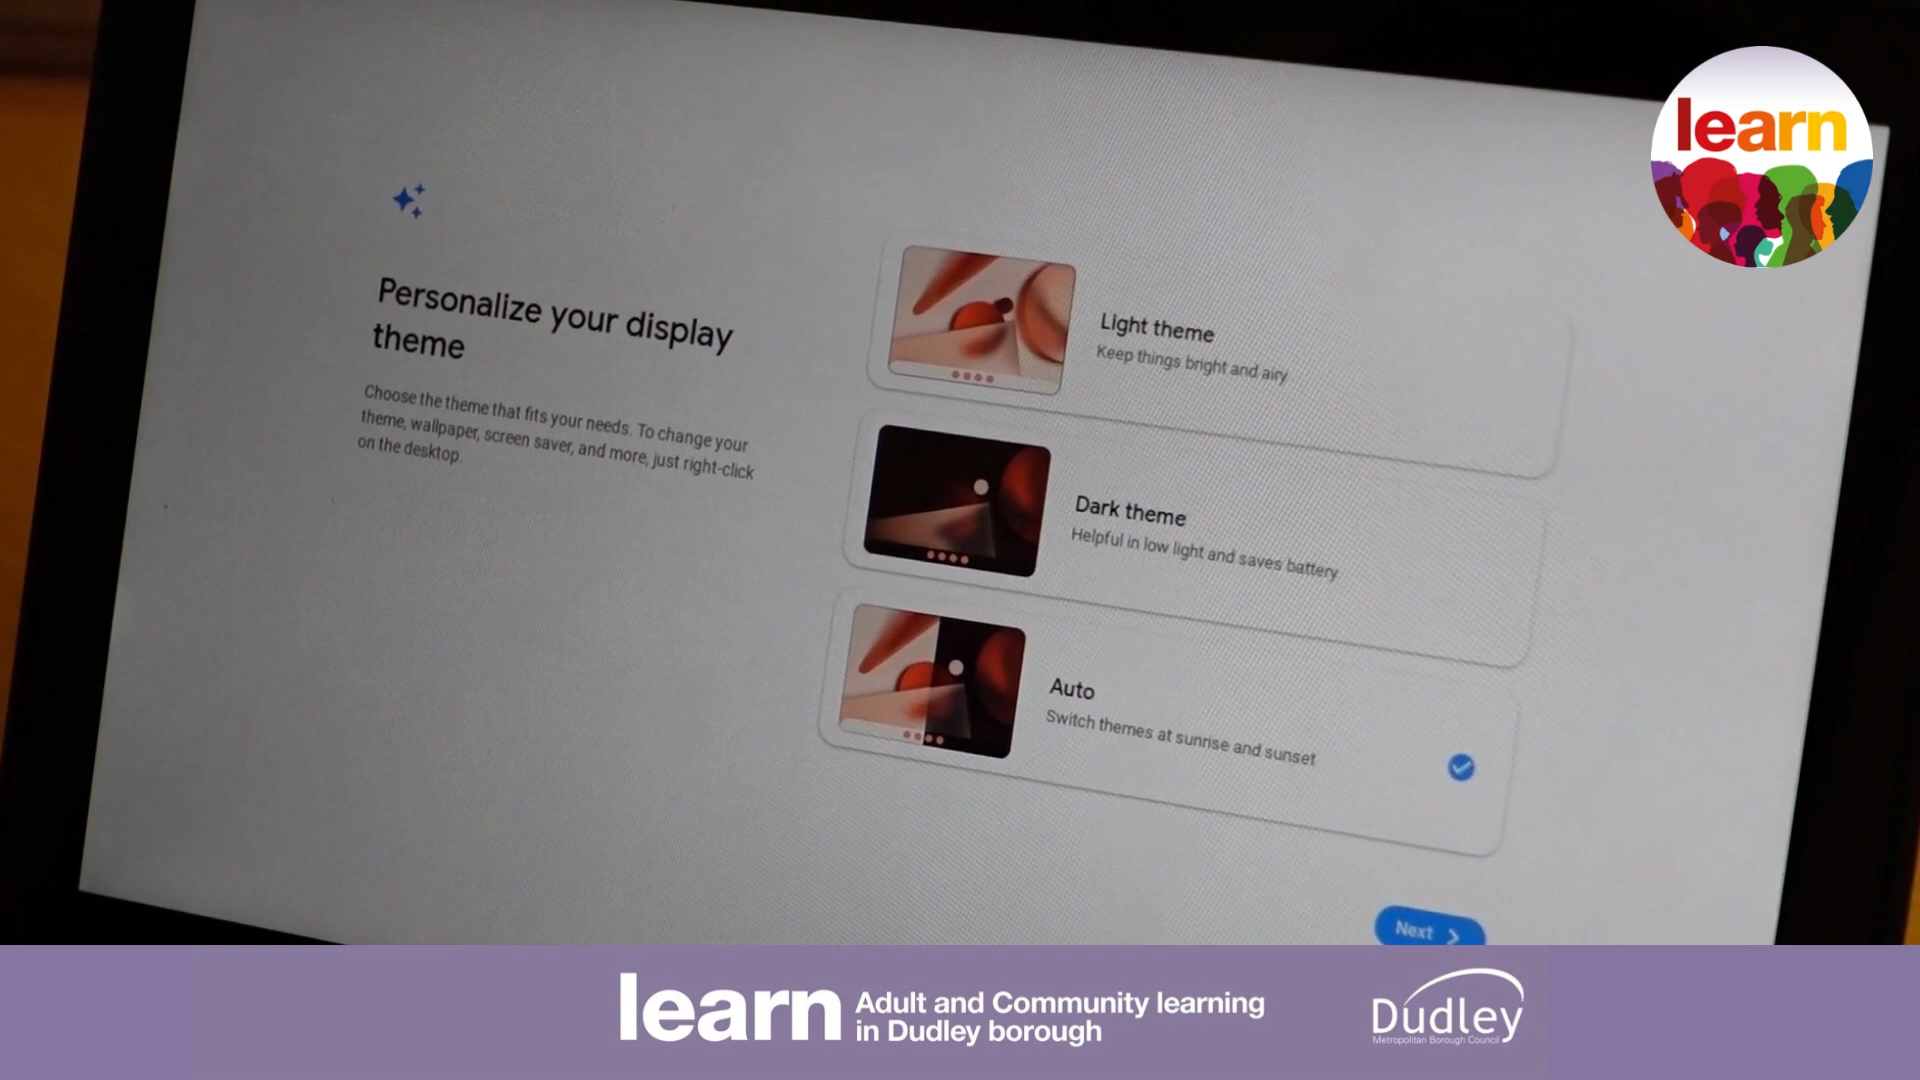 learn
Personalize your display
theme
Choose the theme that fits your needs. To change your
theme, wallpaper, screen saver, and more, just right-click
on the desktop.
Light theme
Keep things bright and airy
Dark theme
Helpful in low light and saves battery
Auto
Switch themes at sunrise and sunset
Next
learn
Adult and Community learning
in Dudley borough
Dudley
Metropolitan Borough Council